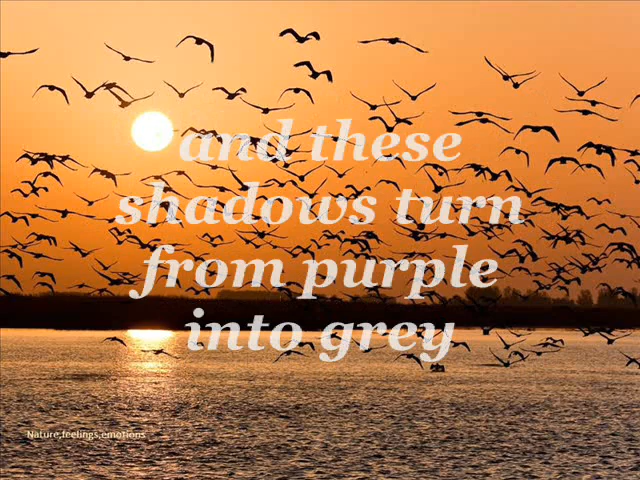 and these
shadows turn
from purple
into grey
Nature,feelings,emotions